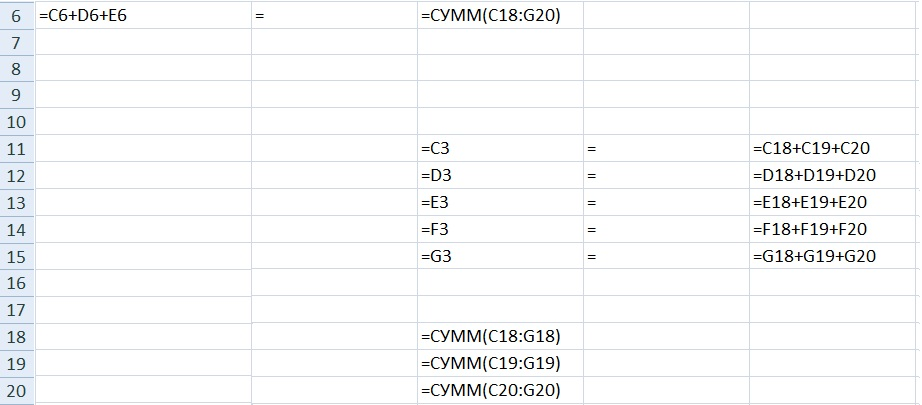 6 =C6+D6+E6 = =СУММ(C18:G20)
7
8
9
10
11 =C3 = =C18+C19+C20
12 =D3 = =D18+D19+D20
13 =E3 = =E18+E19+E20
14 =F3 = =F18+F19+F20
15 =G3 = =G18+G19+G20
16
17
18 =СУММ(C18:G18)
19 =СУММ(C19:G19)
20 =СУММ(C20:G20)